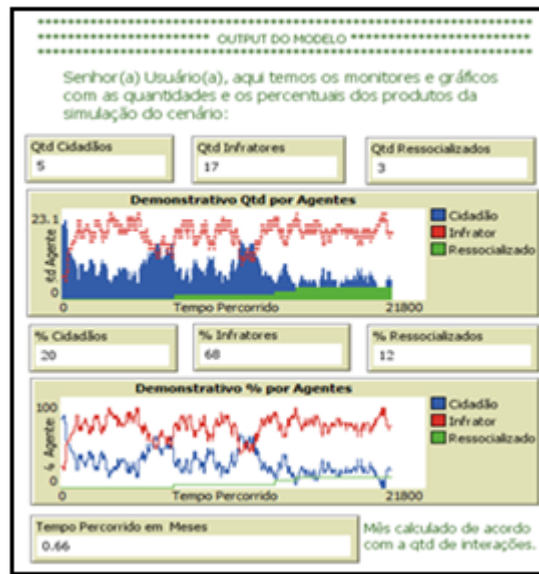 OUTPUT DO MODELO
Senhor(a) Usuário(a), aqui temos os monitores e gráficos
com as quantidades e os percentuais dos produtos da
simulação do cenário:
Qtd Cidadãos
5
Qtd Infratores
17
Qtd Ressocializados
3
Demonstrativo Qtd por Agentes
23.1
td Agente
0
0
Tempo Percorrido
21800
Cidadão
Infrator
Ressocializado
% Cidadãos
20
% Infratores
68
% Ressocializados
12
Demonstrativo % por Agentes
100
% Agente
0
0
Tempo Percorrido
21800
Cidadão
Infrator
Ressocializado
Tempo Percorrido em Meses
0.66
Mês calculado de acordo
com a qtd de interações.